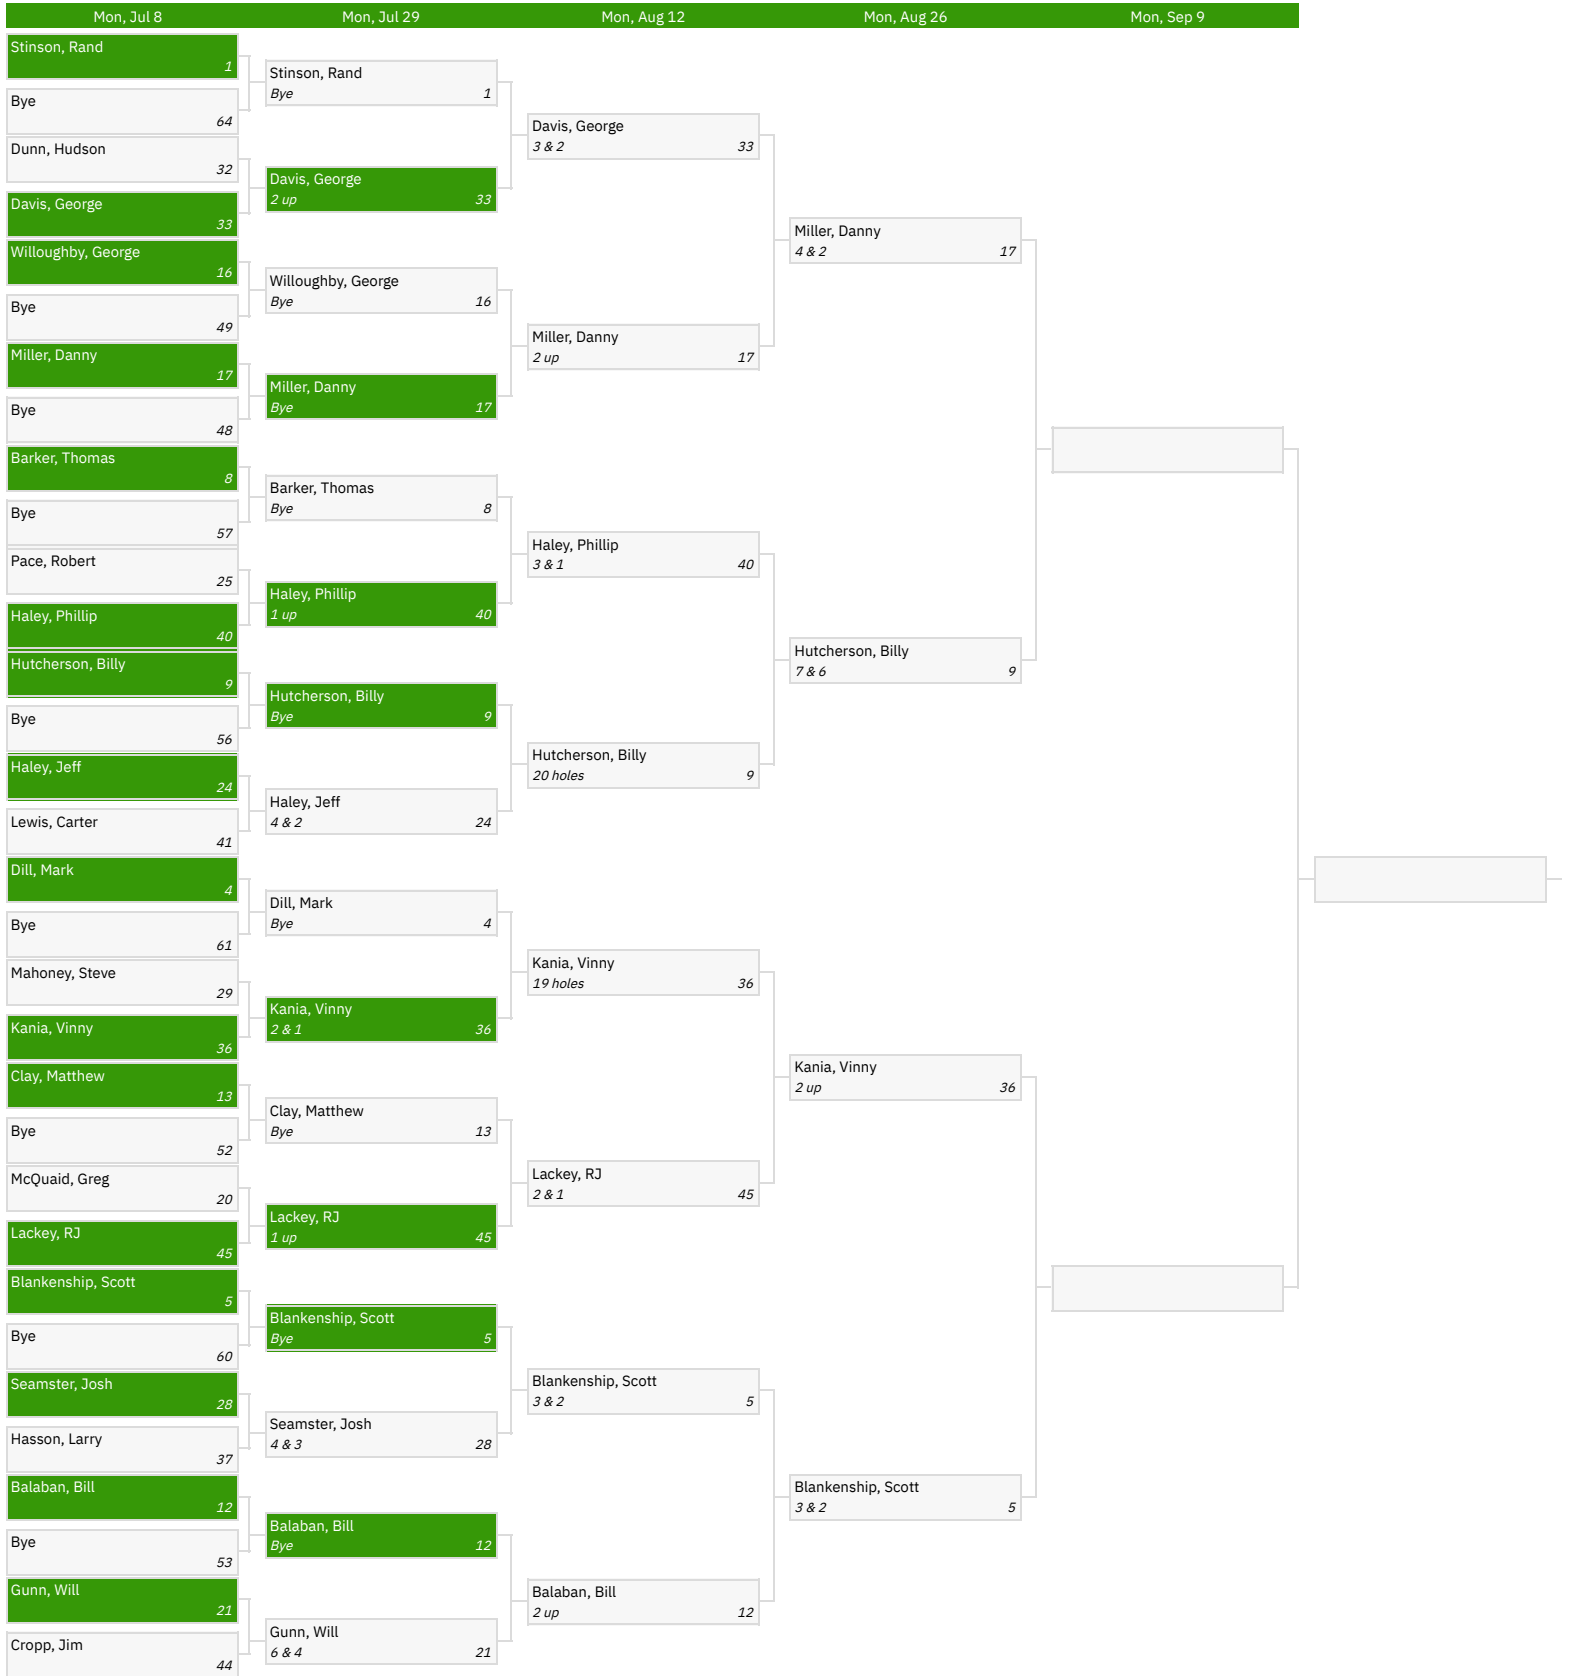 Mon, Jul 8
Mon, Jul 29
Mon, Aug 12
Mon, Aug 26
Mon, Sep 9
Stinson, Rand
1
Bye
64
Dunn, Hudson
32
Davis, George
33
Willoughby, George
16
Bye
49
Miller, Danny
17
Bye
48
Barker, Thomas
8
Bye
57
Pace, Robert
25
Haley, Phillip
40
Hutcherson, Billy
9
Bye
56
Haley, Jeff
24
Lewis, Carter
41
Dill, Mark
4
Bye
61
Mahoney, Steve
29
Kania, Vinny
36
Clay, Matthew
13
Bye
52
McQuaid, Greg
20
Lackey, RJ
45
Blankenship, Scott
5
Bye
60
Seamster, Josh
28
Hasson, Larry
37
Balaban, Bill
12
Bye
53
Gunn, Will
21
Cropp, Jim
44
Stinson, Rand
Bye 1
Davis, George
2 up 33
Willoughby, George
Bye 16
Miller, Danny
Bye 17
Barker, Thomas
Bye 8
Haley, Phillip
1 up 40
Hutcherson, Billy
Bye 9
Haley, Jeff
4 & 2 24
Dill, Mark
Bye 4
Kania, Vinny
2 & 1 36
Clay, Matthew
Bye 13
Lackey, RJ
1 up 45
Blankenship, Scott
Bye 5
Seamster, Josh
4 & 3 28
Balaban, Bill
Bye 12
Gunn, Will
6 & 4 21
Davis, George
3 & 2 33
Miller, Danny
2 up 17
Haley, Phillip
3 & 1 40
Hutcherson, Billy
20 holes 9
Kania, Vinny
19 holes 36
Lackey, RJ
2 & 1 45
Blankenship, Scott
3 & 2 5
Balaban, Bill
2 up 12
Miller, Danny
4 & 2 17
Hutcherson, Billy
7 & 6 9
Kania, Vinny
2 up 36
Blankenship, Scott
3 & 2 5